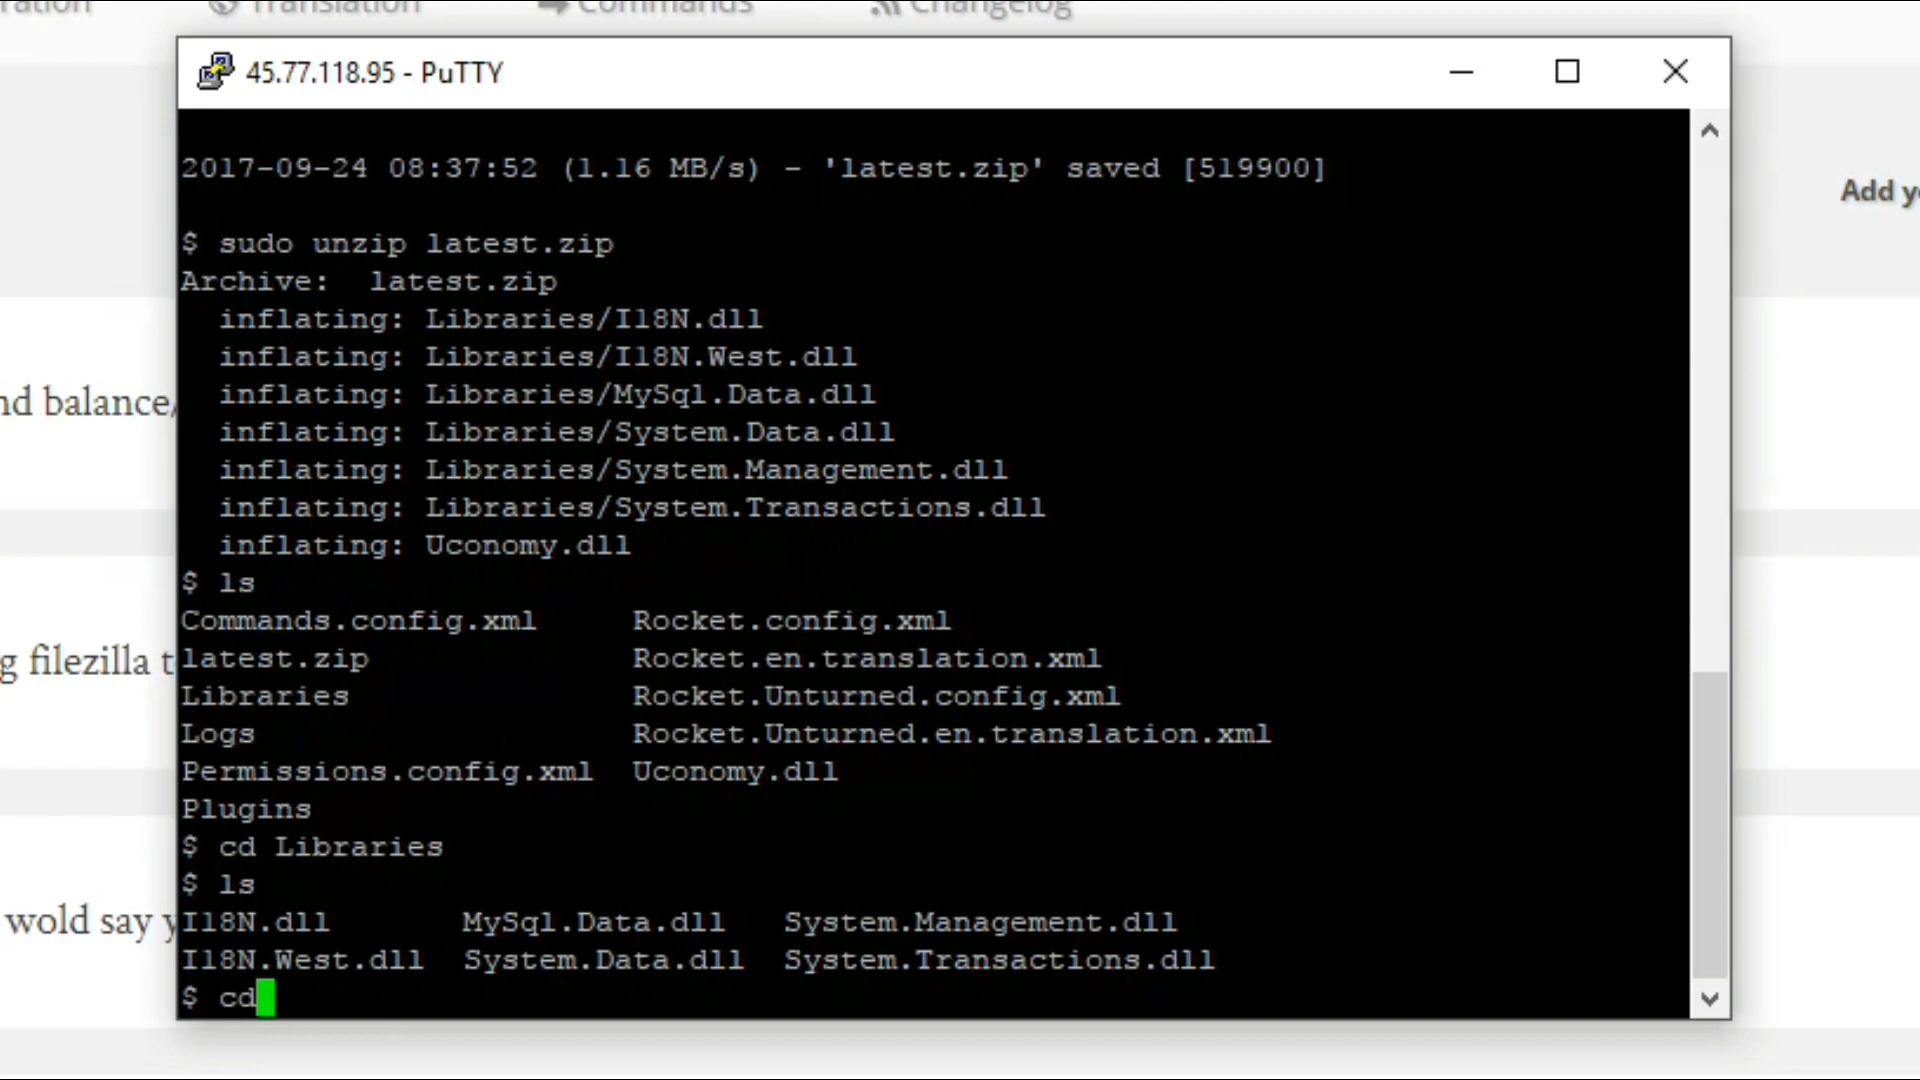 Translation
Commands
Changelog
45.77.118.95 - PuTTY
2017-09-24 08:37:52 (1.16 MB/s) - 'latest.zip' saved [519900]
Add
$ sudo unzip latest.zip
Archive:  latest.zip
  inflating: Libraries/I18N.dll
  inflating: Libraries/I18N.West.dll
  inflating: Libraries/MySql.Data.dll
nd balance/
  inflating: Libraries/System.Data.dll
  inflating: Libraries/System.Management.dll
  inflating: Libraries/System.Transactions.dll
  inflating: Uconomy.dll
$ ls
Commands.config.xml     Rocket.config.xml
g filezilla t
latest.zip              Rocket.en.translation.xml
Libraries               Rocket.Unturned.config.xml
Logs                    Rocket.Unturned.en.translation.xml
Permissions.config.xml  Uconomy.dll
Plugins
$ cd Libraries
$ ls
wold say y
I18N.dll       MySql.Data.dll   System.Management.dll
I18N.West.dll  System.Data.dll  System.Transactions.dll
$ cd